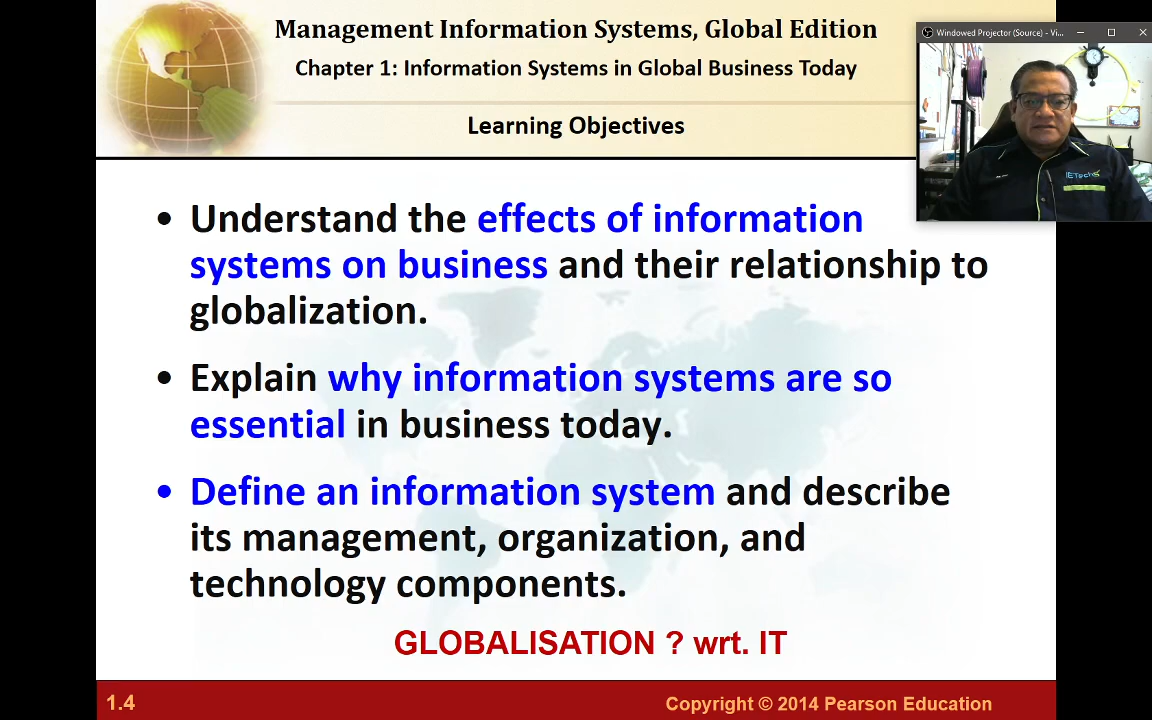 Management Information Systems, Global Edition
Chapter 1: Information Systems in Global Business Today
Learning Objectives
Windowed Projector (Source) - Vi...
IETech
• Understand the effects of information
systems on business and their relationship to
globalization.
• Explain why information systems are so
essential in business today.
• Define an information system and describe
its management, organization, and
technology components.
GLOBALISATION ? wrt. IT
1.4
Copyright © 2014 Pearson Education